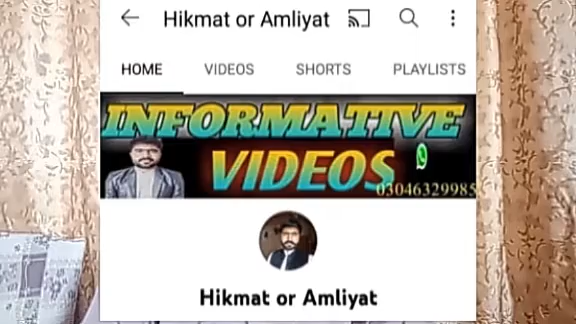 Hikmat or Amliyat
HOME VIDEOS SHORTS PLAYLISTS
INFORMATIVE
VIDEOS
03046329985
Hikmat or Amliyat